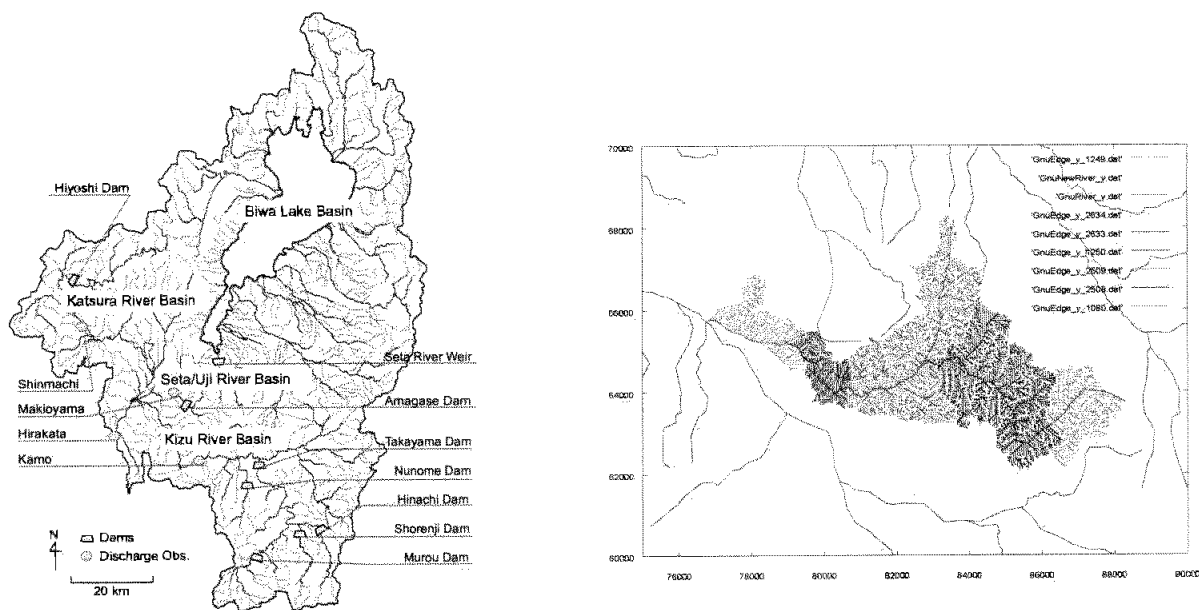 Hiyoshi Dam
Biwa Lake Basin
Katsura River Basin
Seta River Weir
Shinmachi
Seta/Uji River Basin
Makioyama
Amagase Dam
Hirakata
Kizu River Basin
Takayama Dam
Kamo
Nunome Dam
Hinachi Dam
N
Dams
Shorenji Dam
Discharge Obs.
Murou Dam
20 km
70000
68000
66000
64000
62000
60000
76000 78000 80000 82000 84000 86000 88000 90000
'GnuEdge_y_1249.dat'
'GnuNewRiver_y.dat'
'GnuRiver_y.dat'
'GnuEdge_y_2634.dat'
'GnuEdge_y_2633.dat'
'GnuEdge_y_1250.dat'
'GnuEdge_y_2509.dat'
'GnuEdge_y_2508.dat'
'GnuEdge_y_1080.dat'